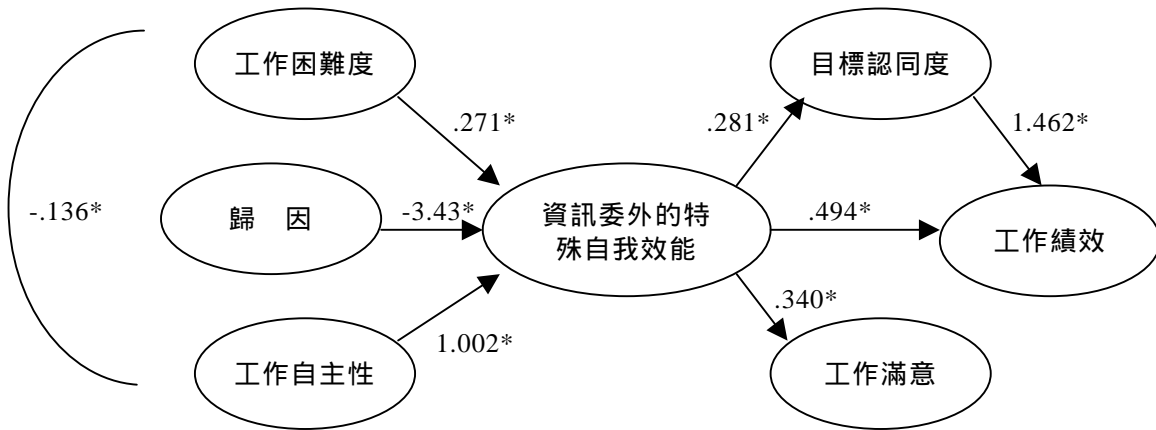 工作困難度
目標認同度
.271*
.281*
1.462*
-.136*
歸 因
-3.43*
資訊委外的特
殊自我效能
.494*
工作績效
.340*
1.002*
工作自主性
工作滿意